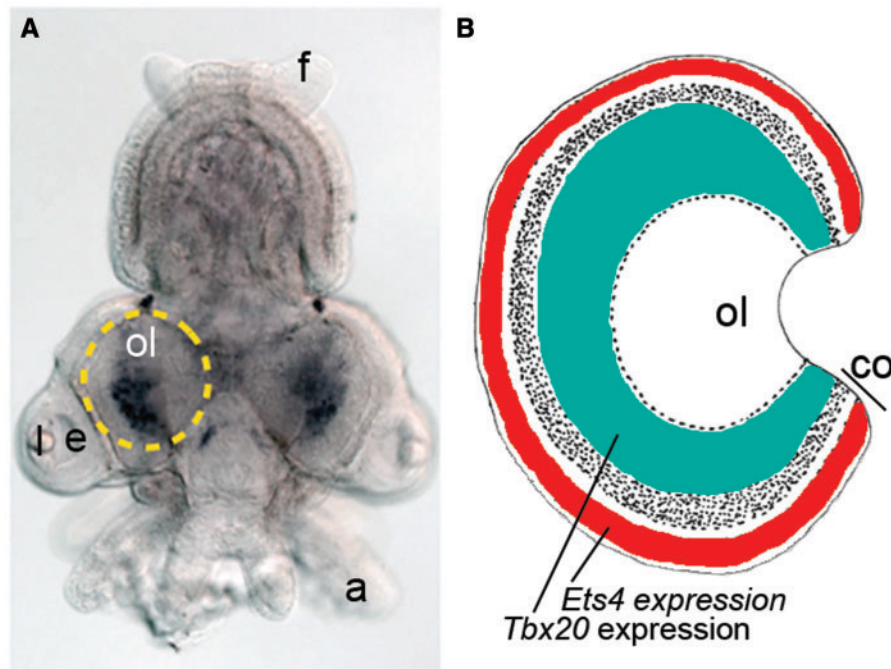 A
f
ol
l e
a
B
ol
co
Ets4 expression
Tbx20 expression